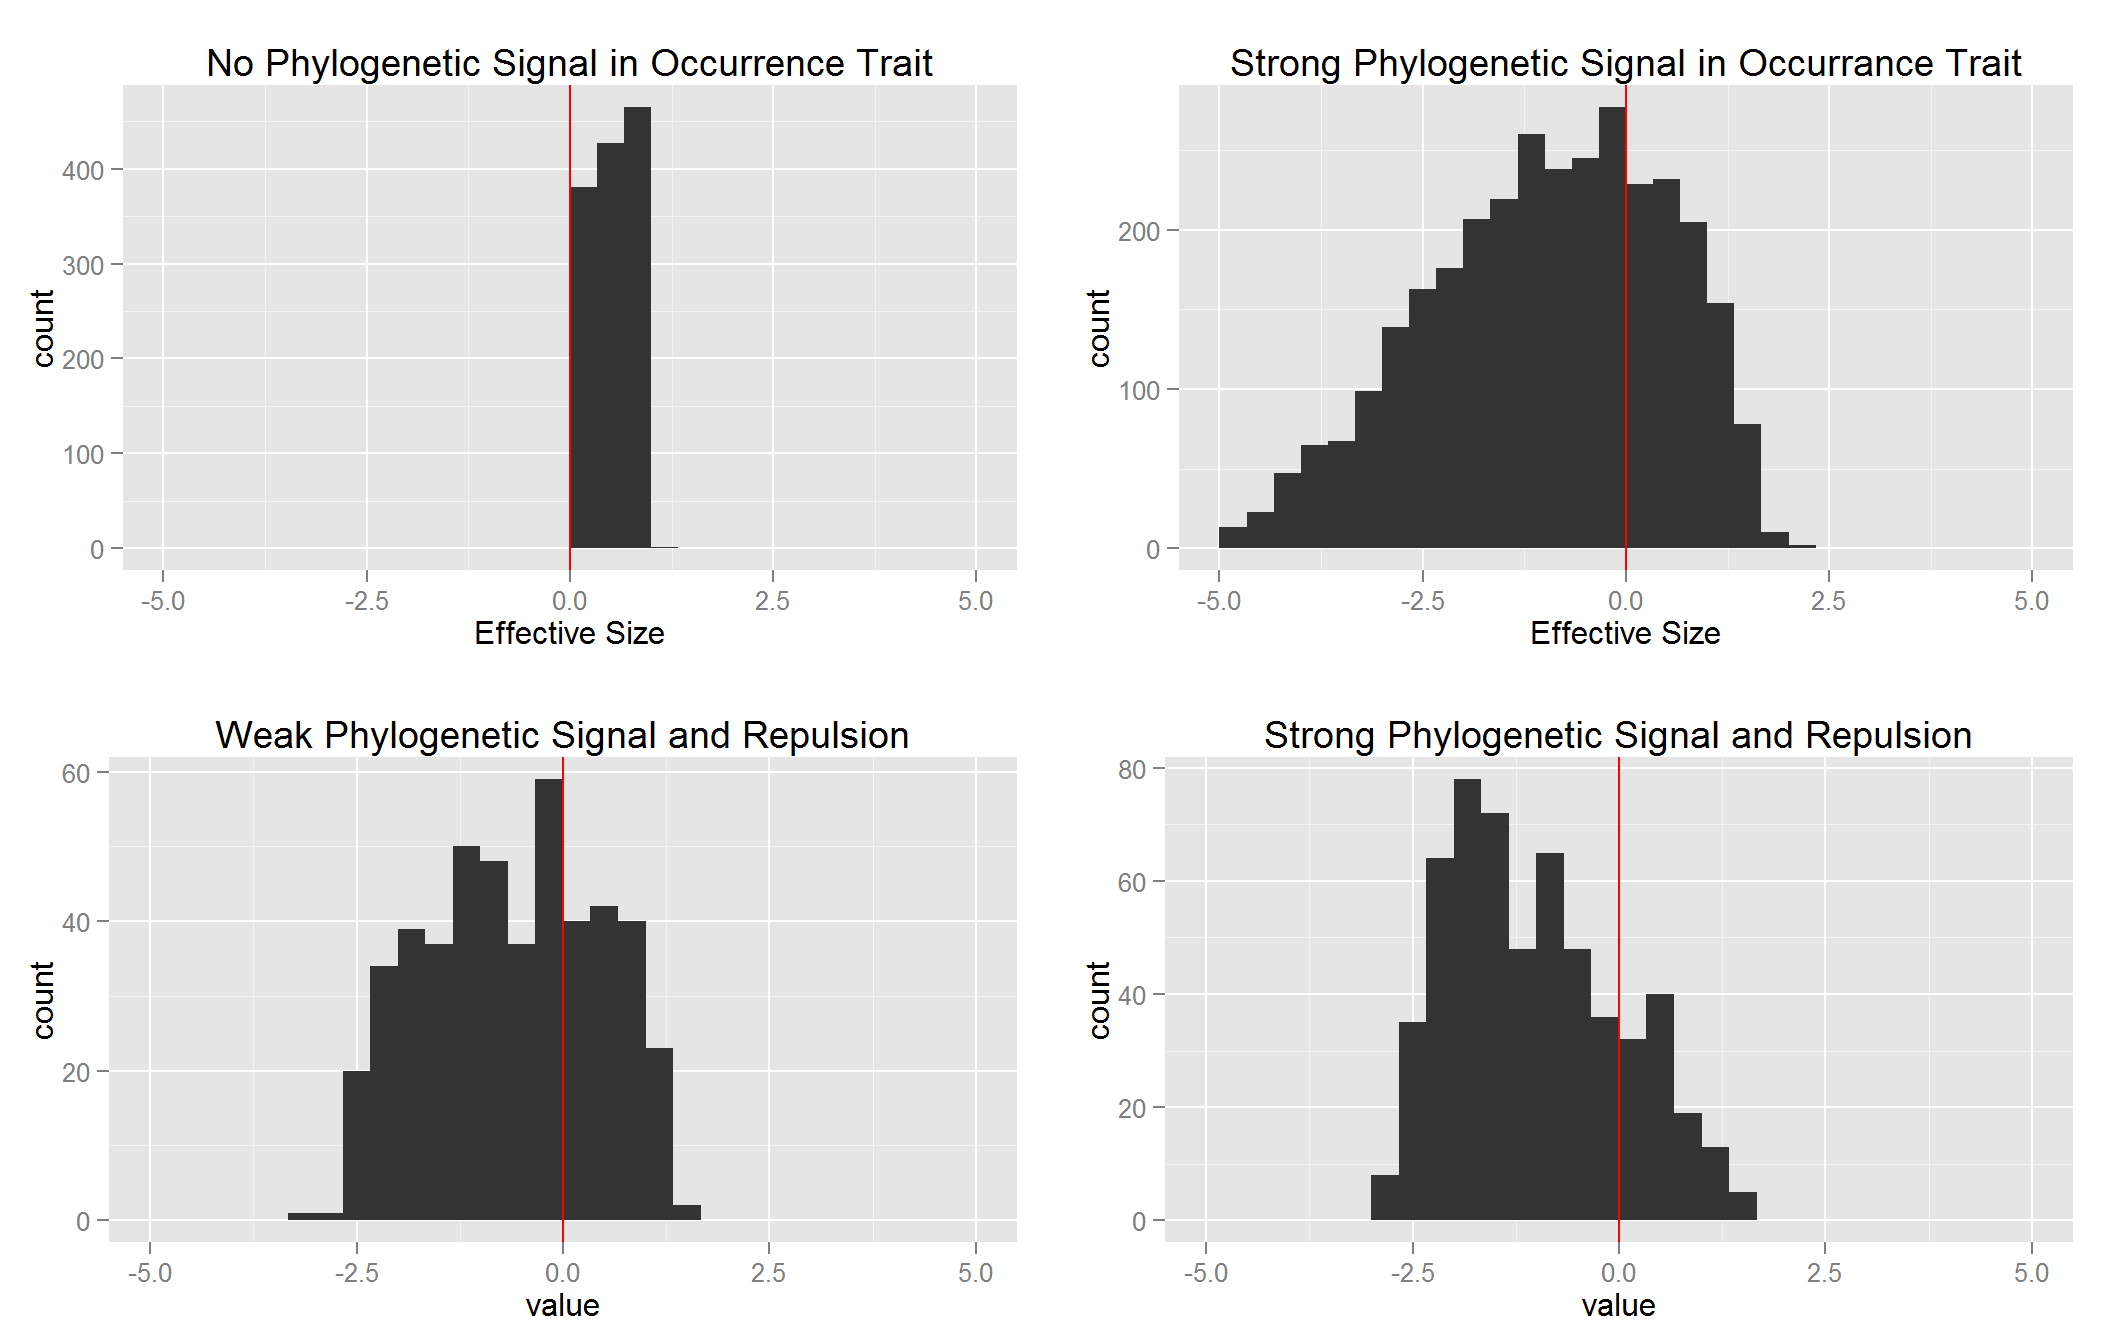 No Phylogenetic Signal in Occurrence Trait
count
400
300
200
100
0
-5.0 -2.5 0.0 2.5 5.0
Effective Size
Strong Phylogenetic Signal in Occurrance Trait
count
200
100
0
-5.0 -2.5 0.0 2.5 5.0
Effective Size
Weak Phylogenetic Signal and Repulsion
count
60
40
20
0
-5.0 -2.5 0.0 2.5 5.0
value
Strong Phylogenetic Signal and Repulsion
count
80
60
40
20
0
-5.0 -2.5 0.0 2.5 5.0
value